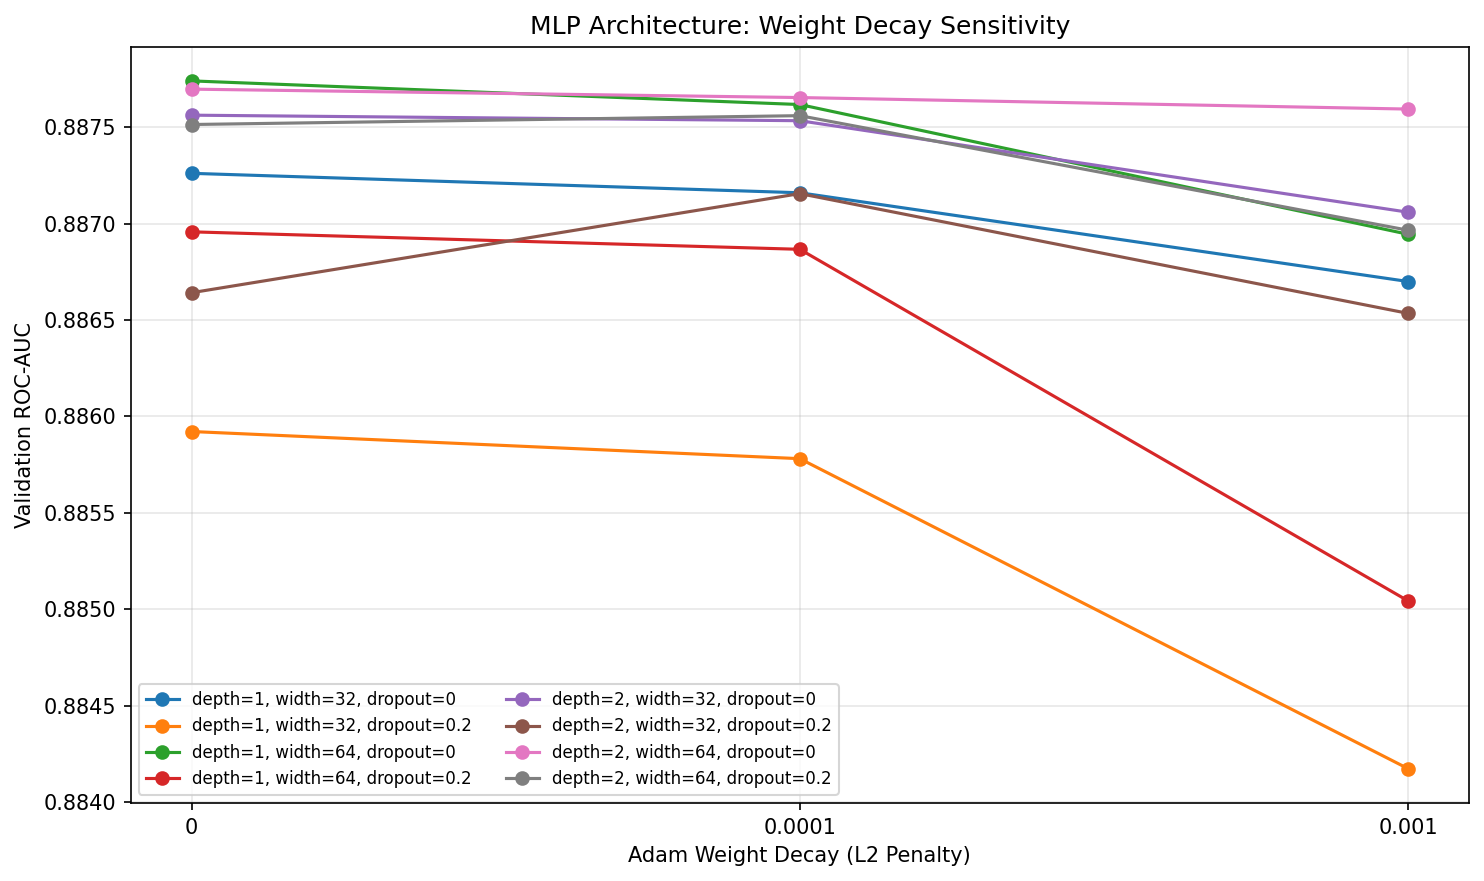 MLP Architecture: Weight Decay Sensitivity
Validation ROC-AUC
0.8875
0.8870
0.8865
0.8860
0.8855
0.8850
0.8845
0.8840
depth=1, width=32, dropout=0
depth=1, width=32, dropout=0.2
depth=1, width=64, dropout=0
depth=1, width=64, dropout=0.2
depth=2, width=32, dropout=0
depth=2, width=32, dropout=0.2
depth=2, width=64, dropout=0
depth=2, width=64, dropout=0.2
0
0.0001
0.001
Adam Weight Decay (L2 Penalty)